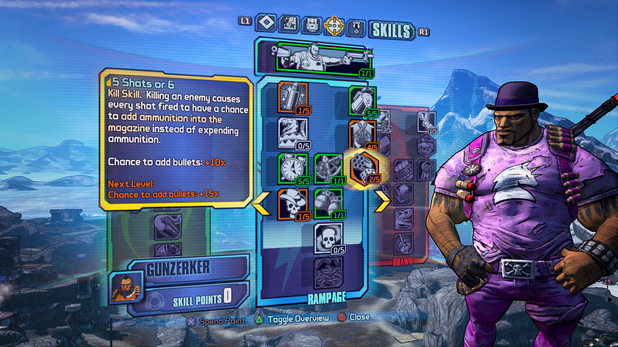 L1
SKILLS
R1
1/1
5 Shots or 6
Kill Skill. Killing an enemy causes
every shot fired to have a chance
to add ammunition into the
magazine instead of expending
ammunition.
Chance to add bullets: +10%
Next Level:
Chance to add bullets: +15%
1/5
5/5
0/5
4/5
5/5
1/1
2/5
1/5
1/1
0/5
GUNZERKER
SKILL POINTS 0
RAMPAGE
BRAWN
Spend Point
Toggle Overview
Close